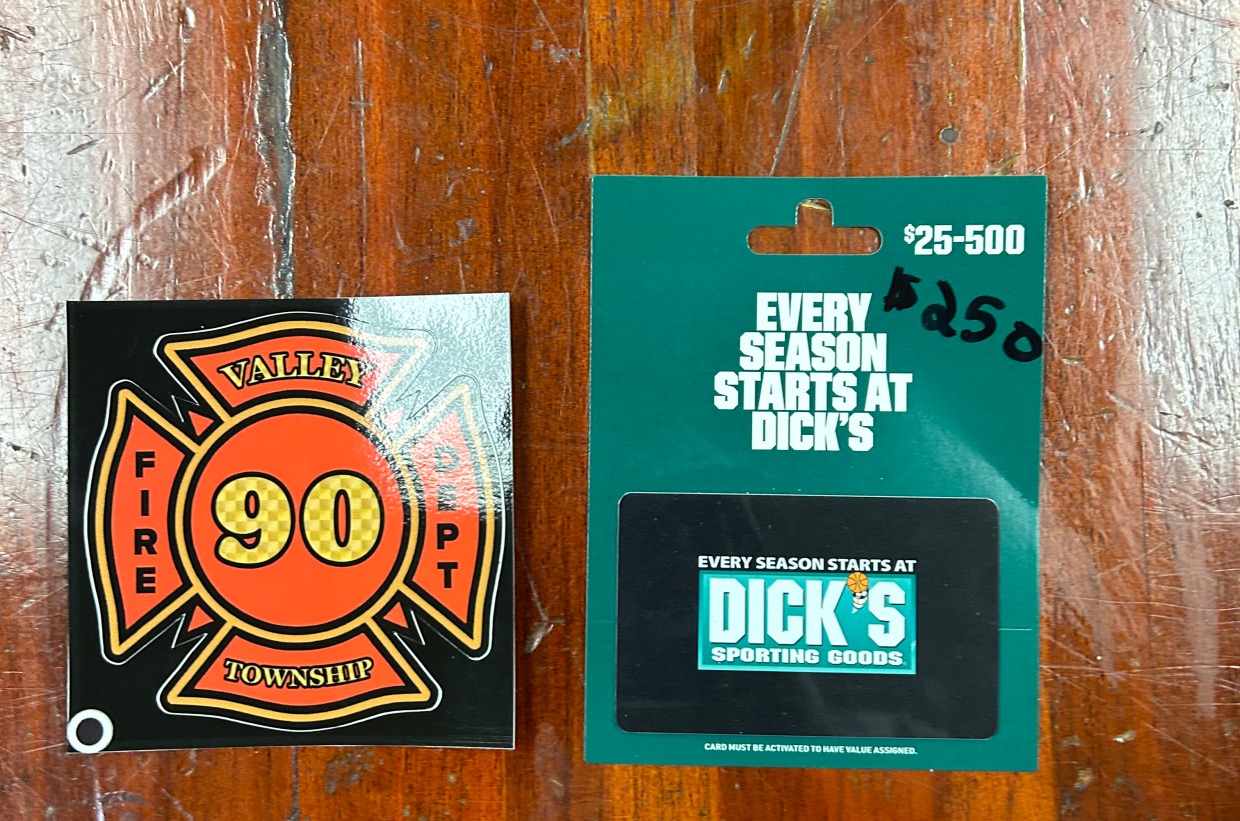 VALLEY
FIRE
90
DEPT
TOWNSHIP
$25-500
$250
EVERY
SEASON
STARTS AT
DICK'S
EVERY SEASON STARTS AT
DICK'S
SPORTING GOODS
CARD MUST BE ACTIVATED TO HAVE VALUE ASSIGNED.